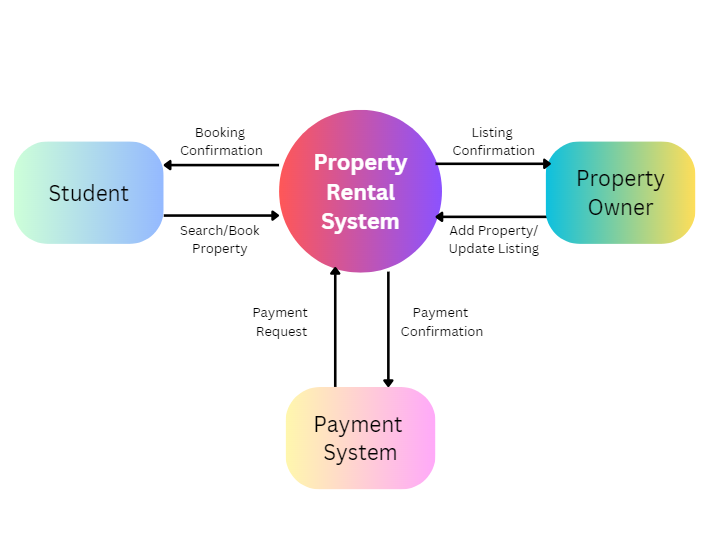 Booking
Confirmation
Listing
Confirmation
Student
Property
Rental
System
Property
Owner
Search/Book
Property
Add Property/
Update Listing
Payment
Request
Payment
Confirmation
Payment
System